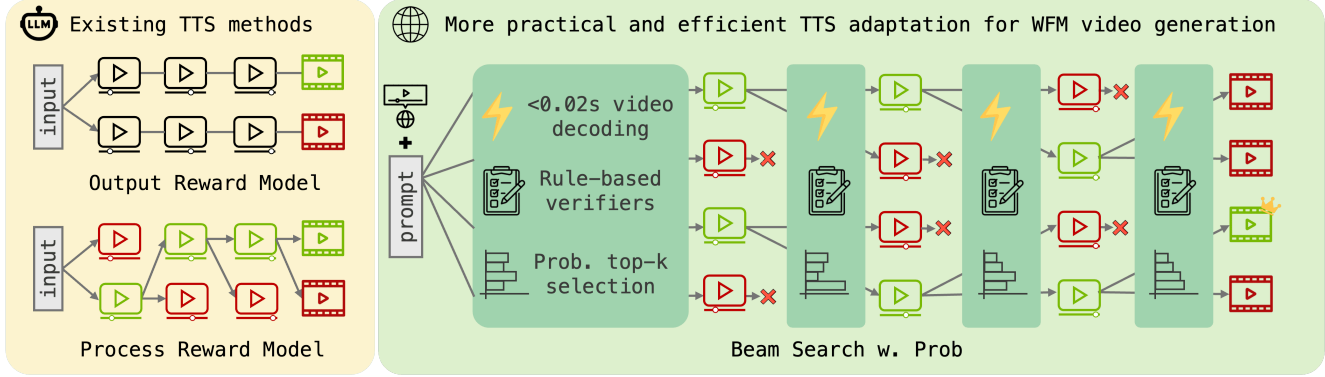 LLM
Existing TTS methods
input
input
Output Reward Model
Process Reward Model
More practical and efficient TTS adaptation for WFM video generation
+
prompt
<0.02s video
decoding
Rule-based
verifiers
Prob. top-k
selection
Beam Search w. Prob